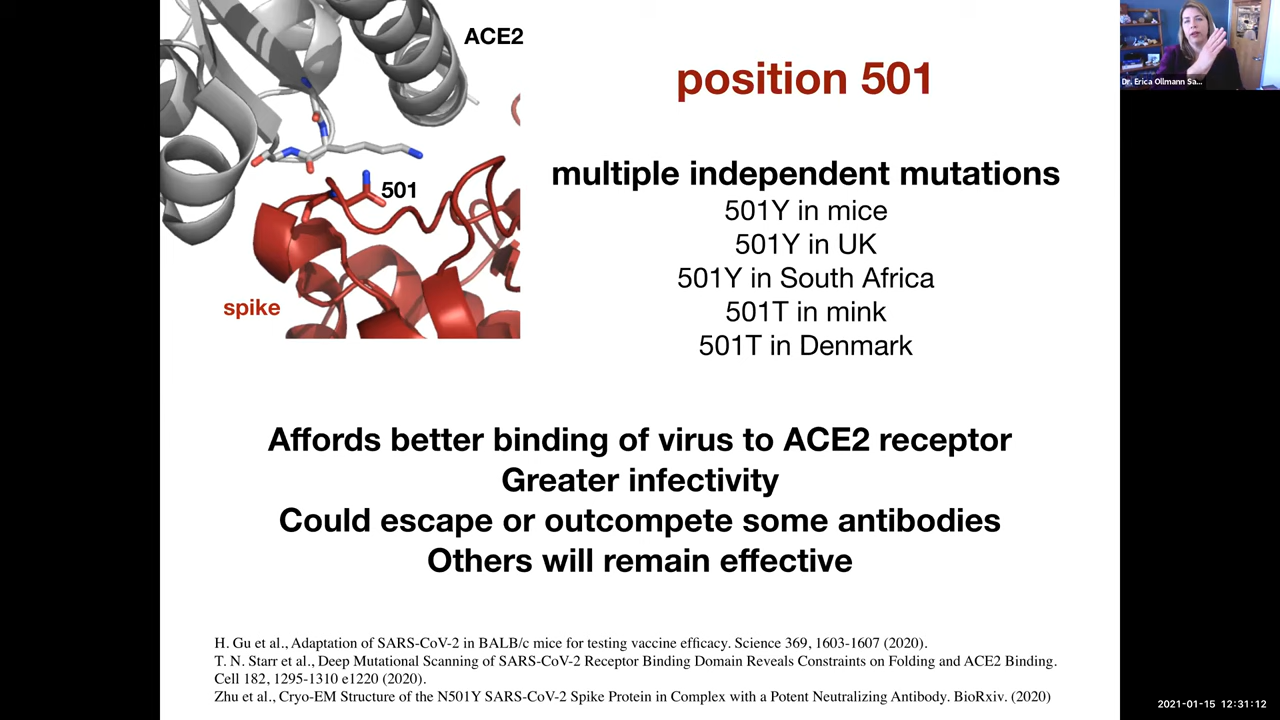 ACE2
501
spike
position 501
multiple independent mutations
501Y in mice
501Y in UK
501Y in South Africa
501T in mink
501T in Denmark
Affords better binding of virus to ACE2 receptor
Greater infectivity
Could escape or outcompete some antibodies
Others will remain effective
H. Gu et al., Adaptation of SARS-CoV-2 in BALB/c mice for testing vaccine efficacy. Science 369, 1603-1607 (2020).
T. N. Starr et al., Deep Mutational Scanning of SARS-CoV-2 Receptor Binding Domain Reveals Constraints on Folding and ACE2 Binding.
Cell 182, 1295-1310 e1220 (2020).
Zhu et al., Cryo-EM Structure of the N501Y SARS-CoV-2 Spike Protein in Complex with a Potent Neutralizing Antibody. BioRxiv. (2020)
Dr. Erica Ollmann Sa...
2021-01-15 12:31:12